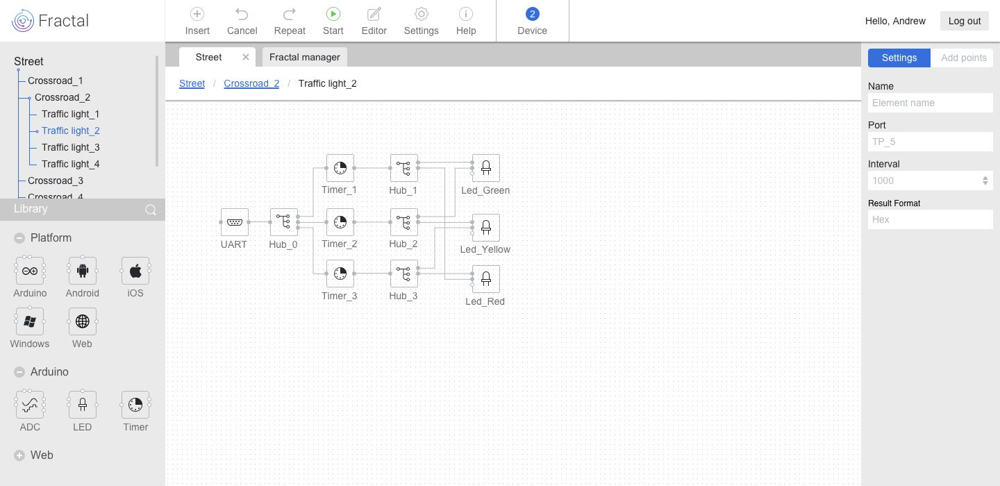 Fractal
Insert
Cancel
Repeat
Start
Editor
Settings
Help
2
Device
Hello, Andrew
Log out
Street
Crossroad_1
Crossroad_2
Traffic light_1
Traffic light_2
Traffic light_3
Traffic light_4
Crossroad_3
Crossroad_4
Library
Platform
Arduino Android iOS
Windows Web
Arduino
ADC LED Timer
Web
Street
Fractal manager
Street / Crossroad_2 / Traffic light_2
Timer_1 Hub_1 Led_Green
UART Hub_0 Timer_2 Hub_2 Led_Yellow
Timer_3 Hub_3 Led_Red
Settings Add points
Name
Element name
Port
TP_5
Interval
1000
Result Format
Hex